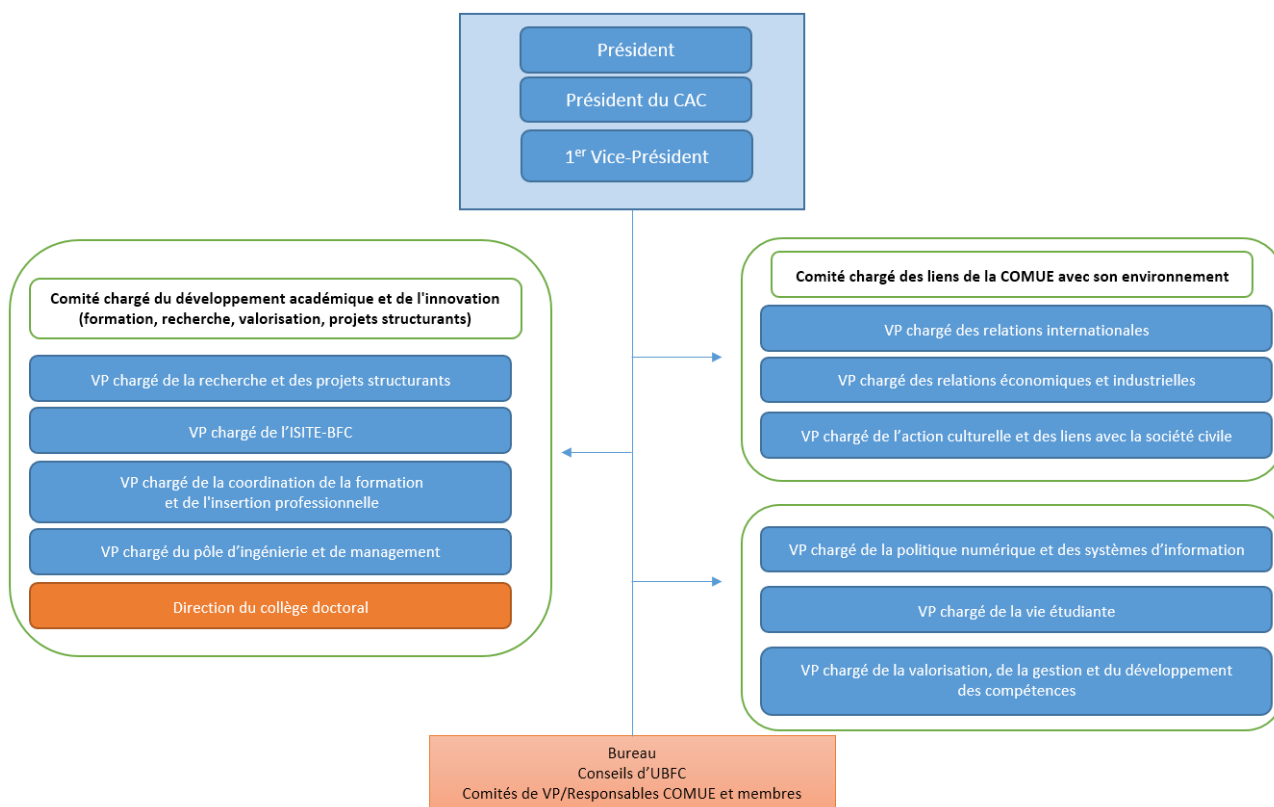 Président
Président du CAC
1er Vice-Président
Comité chargé du développement académique et de l'innovation
(formation, recherche, valorisation, projets structurants)
VP chargé de la recherche et des projets structurants
VP chargé de l’ISITE-BFC
VP chargé de la coordination de la formation
et de l'insertion professionnelle
VP chargé du pôle d’ingénierie et de management
Direction du collège doctoral
Comité chargé des liens de la COMUE avec son environnement
VP chargé des relations internationales
VP chargé des relations économiques et industrielles
VP chargé de l’action culturelle et des liens avec la société civile
VP chargé de la politique numérique et des systèmes d’information
VP chargé de la vie étudiante
VP chargé de la valorisation, de la gestion et du développement
des compétences
Bureau
Conseils d’UBFC
Comités de VP/Responsables COMUE et membres